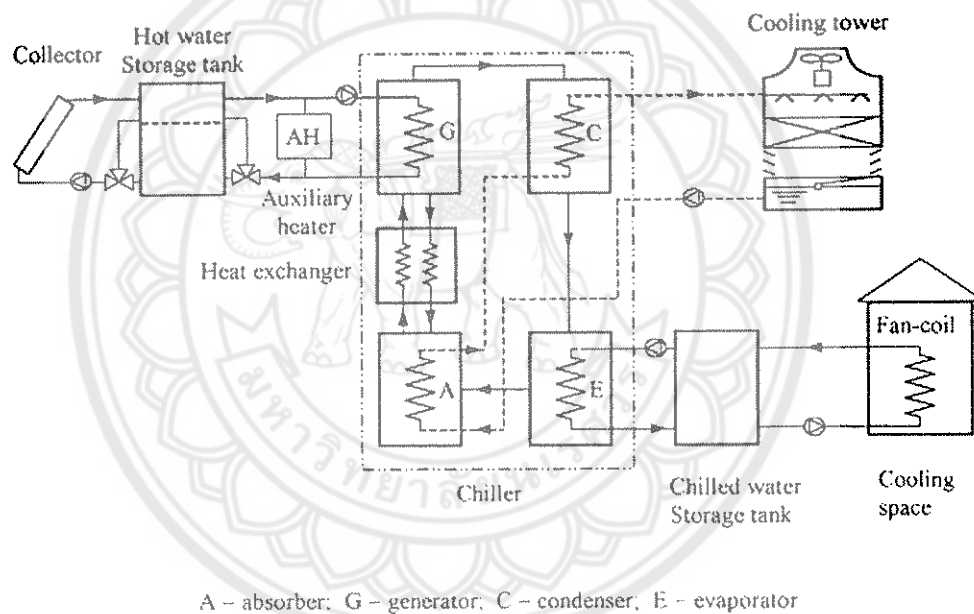 Cooling tower
Hot water
Storage tank
Collector
AH
G
C
Auxiliary
heater
Heat exchanger
Fan-coil
A
E
Chiller
Chilled water
Storage tank
Cooling
space
A – absorber; G – generator; C – condenser; E – evaporator